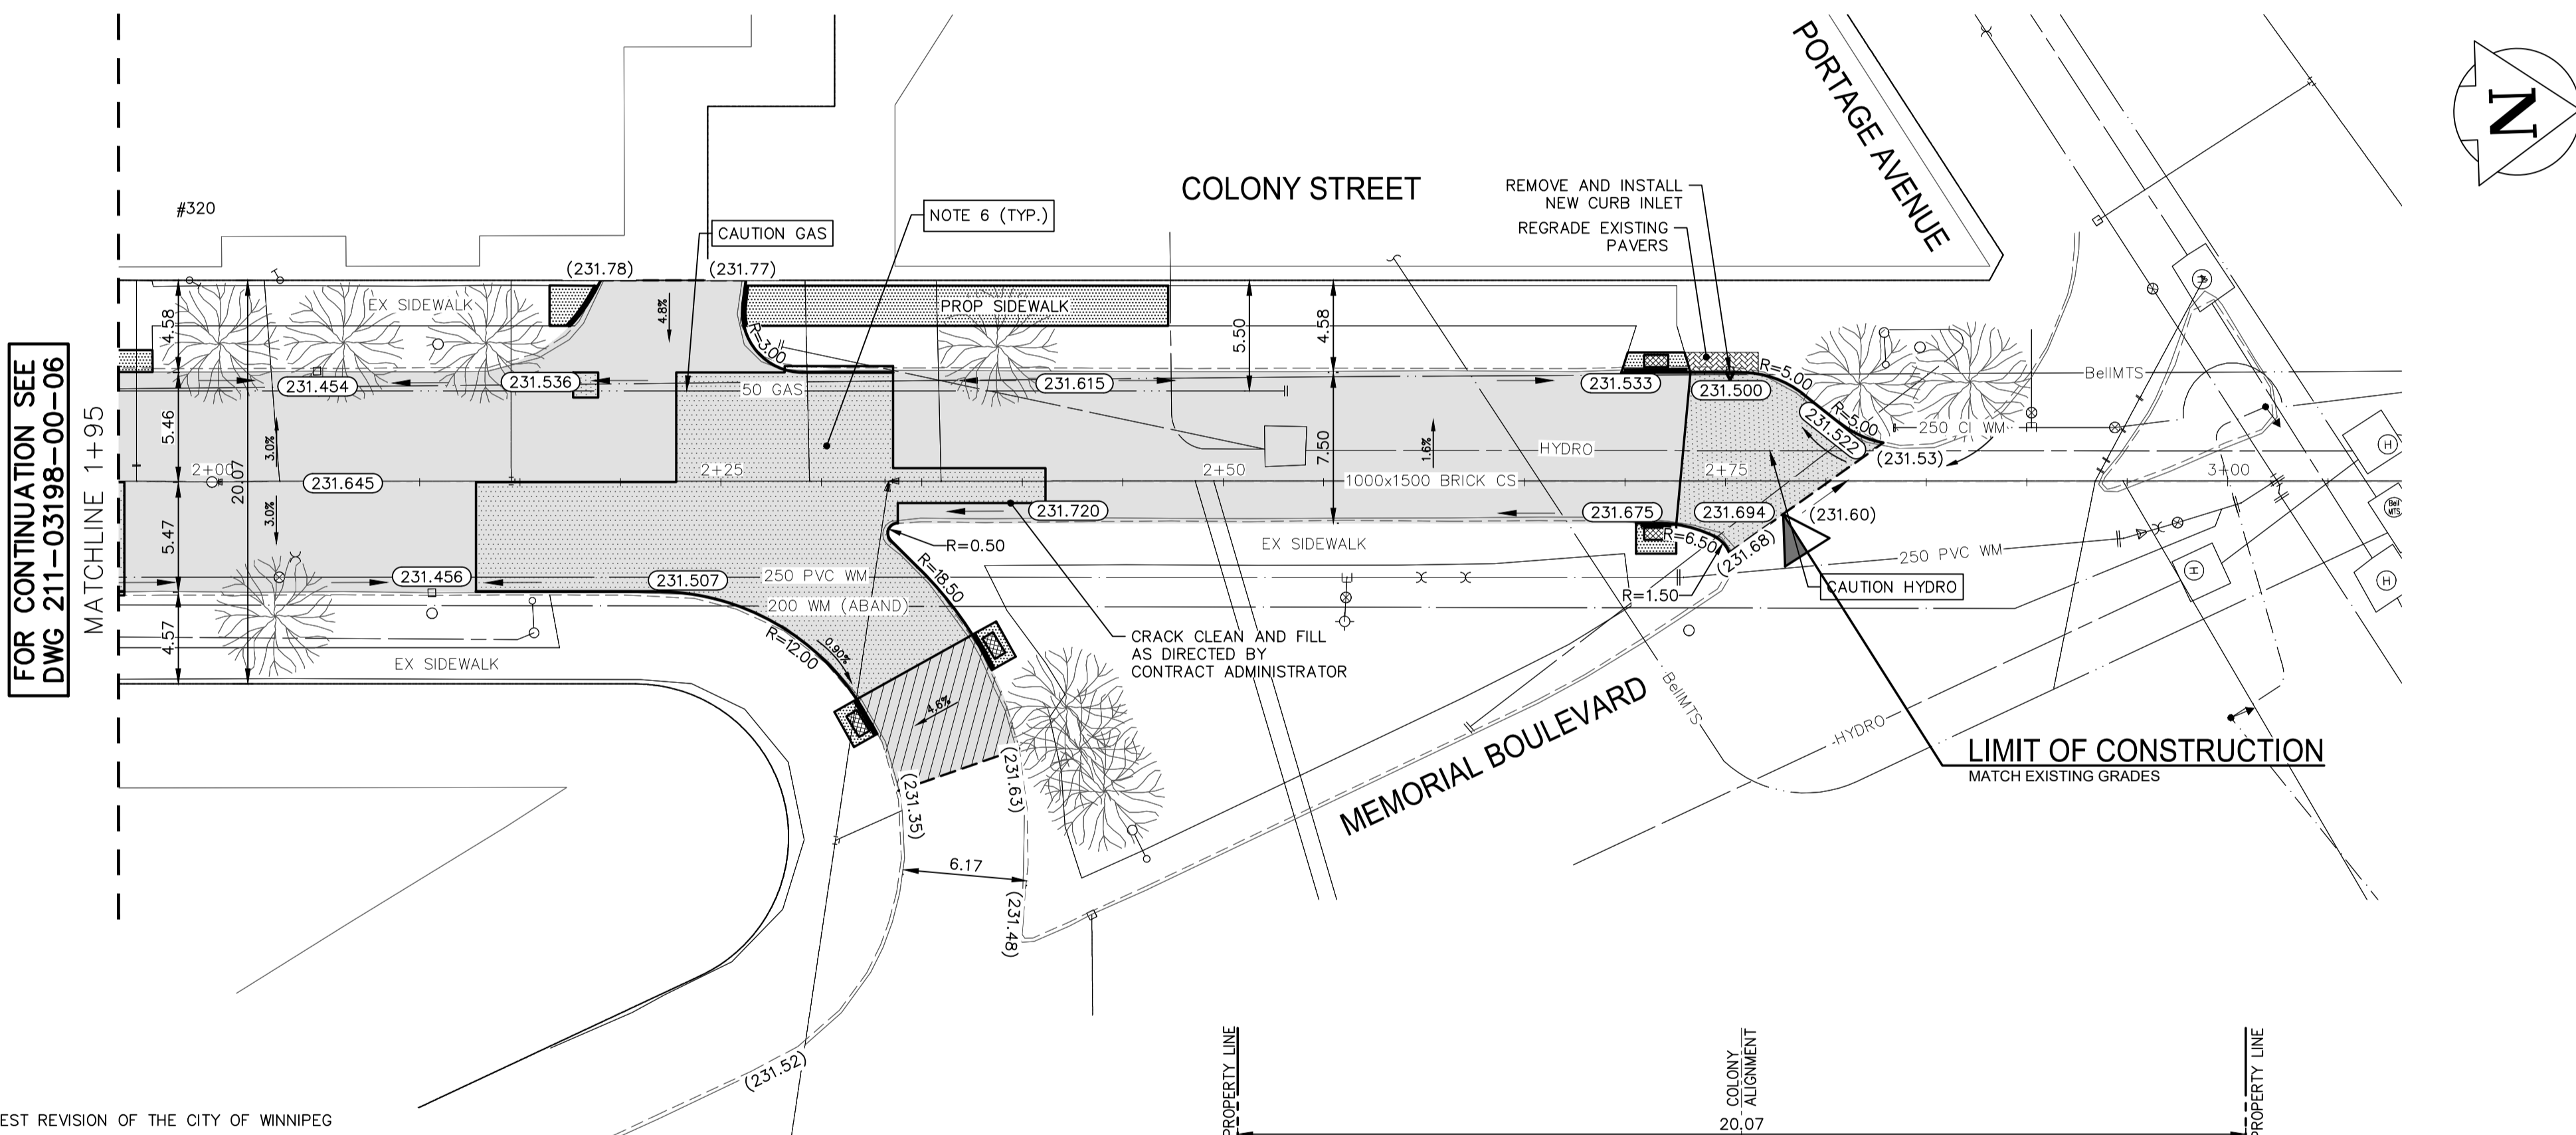 FOR CONTINUATION SEE
DWG 211-03198-00-06
MATCHLINE 1+95
#320
COLONY STREET
PORTAGE AVENUE
N
REMOVE AND INSTALL
NEW CURB INLET
REGRADE EXISTING
PAVERS
NOTE 6 (TYP.)
CAUTION GAS
(231.78)
(231.77)
EX SIDEWALK
4.8%
PROP SIDEWALK
4.58
5.50
4.58
R=3.00
R=5.00
R=5.00
BellMTS
231.454
231.536
50 GAS
231.615
231.533
231.500
231.522
250 CI WM
(231.53)
5.46
3.0%
20.07
2+00
231.645
2+25
2+50
7.50
1.6%
HYDRO
1000x1500 BRICK CS
2+75
3+00
H
H
Bell
MTS
H
H
5.47
3.0%
231.720
231.675
231.694
(231.60)
R=0.50
EX SIDEWALK
R=6.50
(231.68)
250 PVC WM
231.456
231.507
250 PVC WM
R=18.50
R=1.50
CAUTION HYDRO
200 WM (ABAND)
4.57
EX SIDEWALK
R=12.00
0.90%
4.6%
CRACK CLEAN AND FILL
AS DIRECTED BY
CONTRACT ADMINISTRATOR
MEMORIAL BOULEVARD
BellMTS
HYDRO
LIMIT OF CONSTRUCTION
MATCH EXISTING GRADES
(231.35)
(231.63)
6.17
(231.48)
(231.52)
PROPERTY LINE
COLONY
ALIGNMENT
PROPERTY LINE
20.07
EST REVISION OF THE CITY OF WINNIPEG